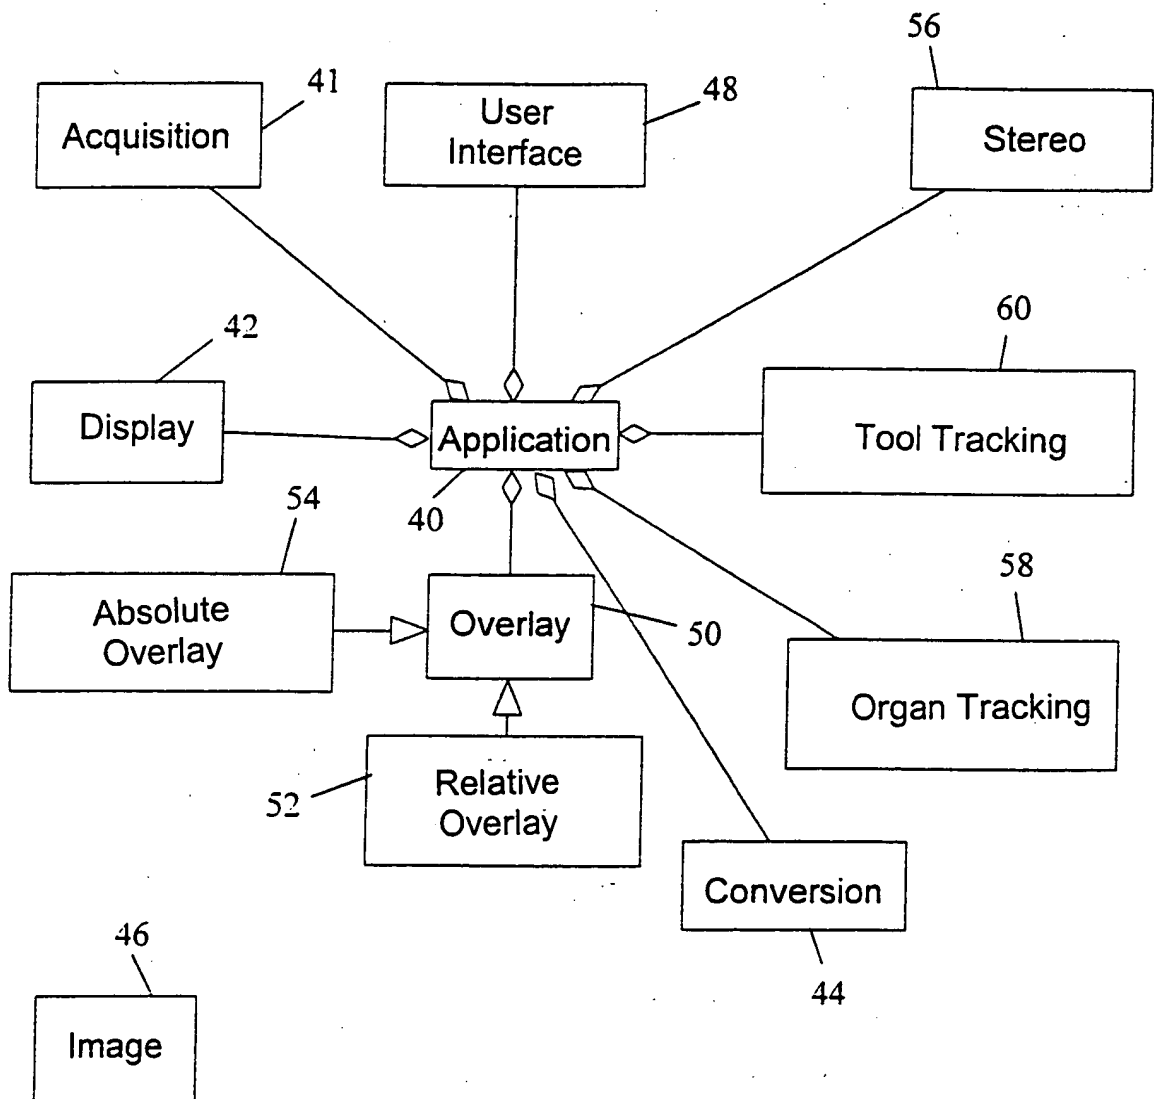 56
41
48
Acquisition
User
Interface
Stereo
60
42
Display
Application
Tool Tracking
54
40
58
Absolute
Overlay
Overlay
50
Organ Tracking
52
Relative
Overlay
Conversion
46
44
Image